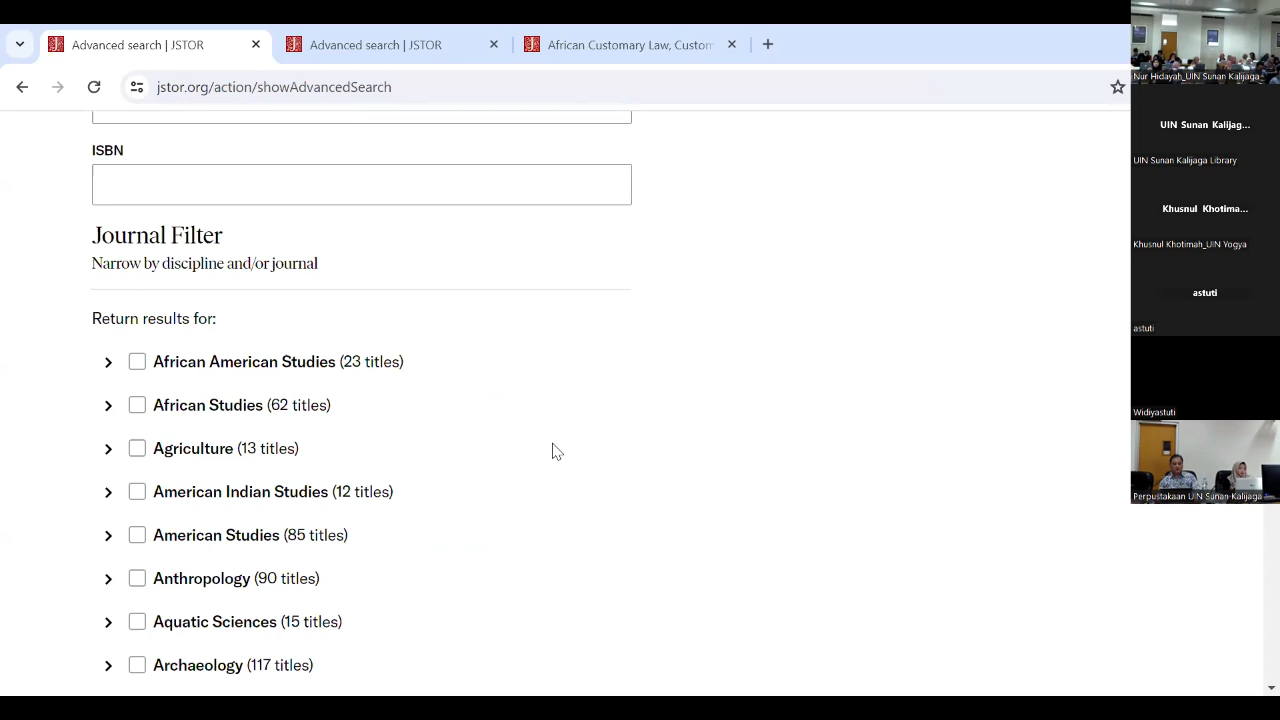 Advanced search | JSTOR
Advanced search | JSTOR
African Customary Law, Custom
jstor.org/action/showAdvancedSearch
ISBN
Journal Filter
Narrow by discipline and/or journal
Return results for:
African American Studies (23 titles)
African Studies (62 titles)
Agriculture (13 titles)
American Indian Studies (12 titles)
American Studies (85 titles)
Anthropology (90 titles)
Aquatic Sciences (15 titles)
Archaeology (117 titles)
Nur Hidayah_UIN Sunan Kalijaga
UIN Sunan Kalijag...
UIN Sunan Kalijaga Library
Khusnul Khotima...
Khusnul Khotimah_UIN Yogya
astuti
astuti
Widiyastuti
Perpustakaan UIN Sunan Kalijaga